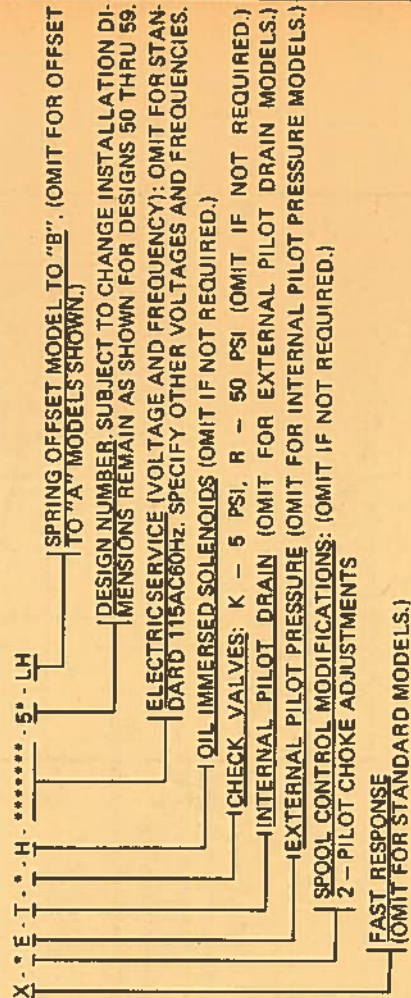 X - *E - T - * - H - ******* - 5* - LH
SPRING OFFSET MODEL TO "B". (OMIT FOR OFFSET
TO "A" MODELS SHOWN.)
DESIGN NUMBER, SUBJECT TO CHANGE INSTALLATION DI-
MENSIONS REMAIN AS SHOWN FOR DESIGNS 50 THRU 59.
ELECTRIC SERVICE (VOLTAGE AND FREQUENCY): OMIT FOR STAN-
DARD 115AC60Hz. SPECIFY OTHER VOLTAGES AND FREQUENCIES.
OIL IMMERSED SOLENOIDS (OMIT IF NOT REQUIRED.)
CHECK VALVES: K – 5 PSI, R – 50 PSI (OMIT IF NOT REQUIRED.)
INTERNAL PILOT DRAIN (OMIT FOR EXTERNAL PILOT DRAIN MODELS.)
EXTERNAL PILOT PRESSURE (OMIT FOR INTERNAL PILOT PRESSURE MODELS.)
SPOOL CONTROL MODIFICATIONS: (OMIT IF NOT REQUIRED.)
2 – PILOT CHOKE ADJUSTMENTS
FAST RESPONSE
(OMIT FOR STANDARD MODELS.)